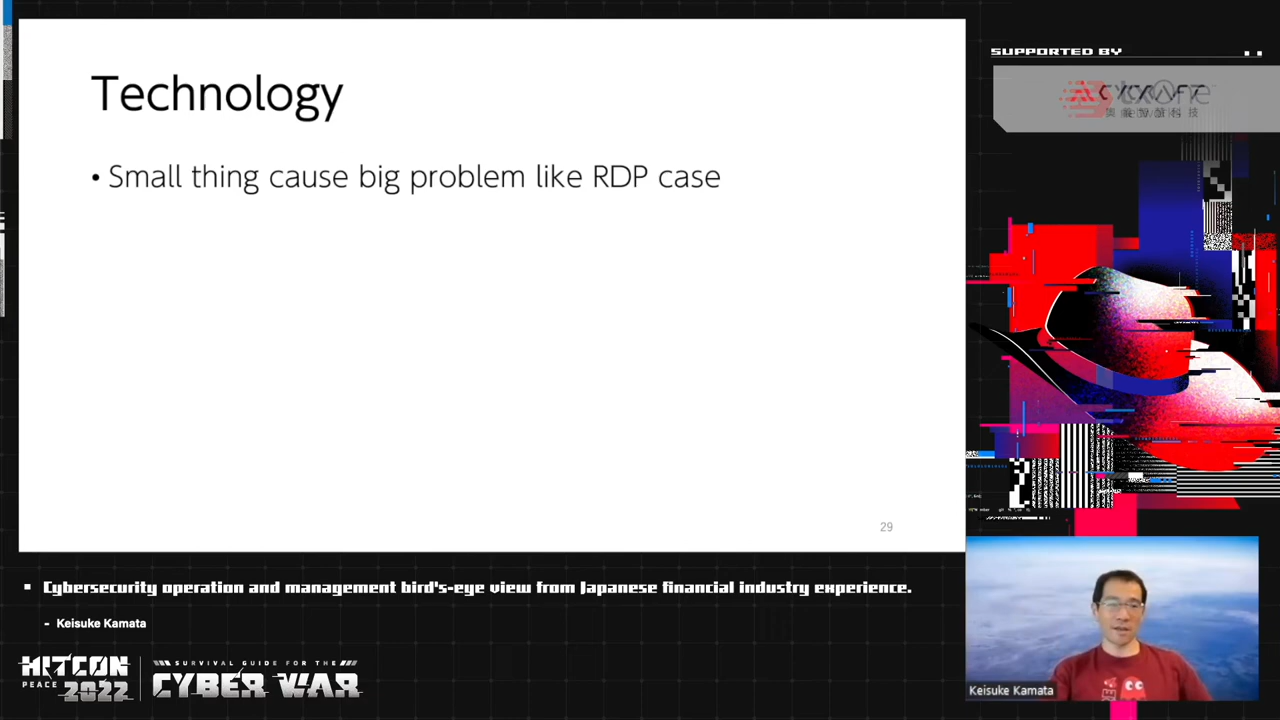 Technology
• Small thing cause big problem like RDP case
29
SUPPORTED BY
Cybersecurity operation and management bird's-eye view from Japanese financial industry experience.
- Keisuke Kamata
HITCON
PEACE 2022
SURVIVAL GUIDE FOR THE
CYBER WAR
Keisuke Kamata